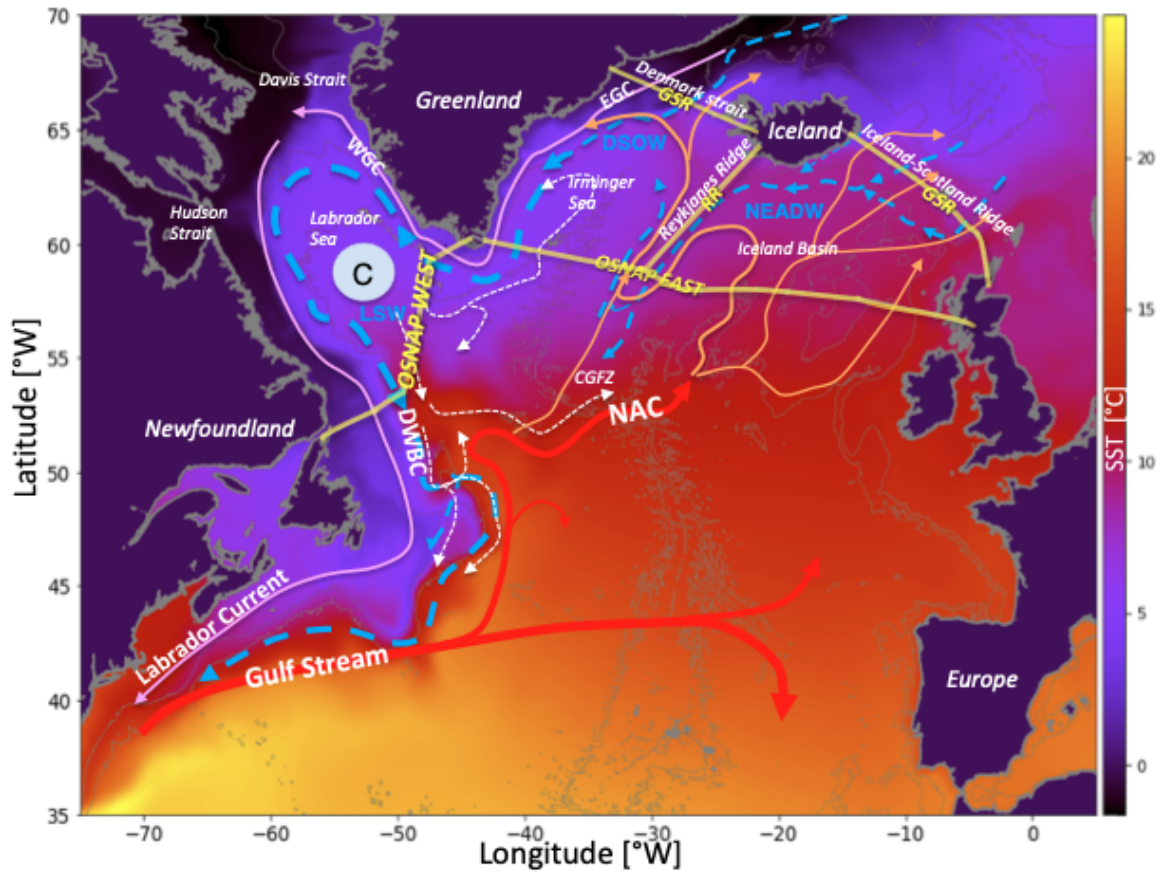 70
65
60
55
50
45
40
35
Latitude [°W]
−70
−60
−50
−40
−30
−20
−10
0
Longitude [°W]
20
15
10
5
0
SST [°C]
Davis Strait
Greenland
EGC
Denmark strait
GSR
Iceland
Iceland-Scotland Ridge
GSR
WGC
DSOW
Irminger
Sea
Reykjanes Ridge
RR
NEADW
Iceland Basin
Hudson
Strait
Labrador
Sea
C
LSW
OSNAP WEST
OSNAP EAST
CGFZ
NAC
DWBC
Newfoundland
Labrador Current
Gulf Stream
Europe